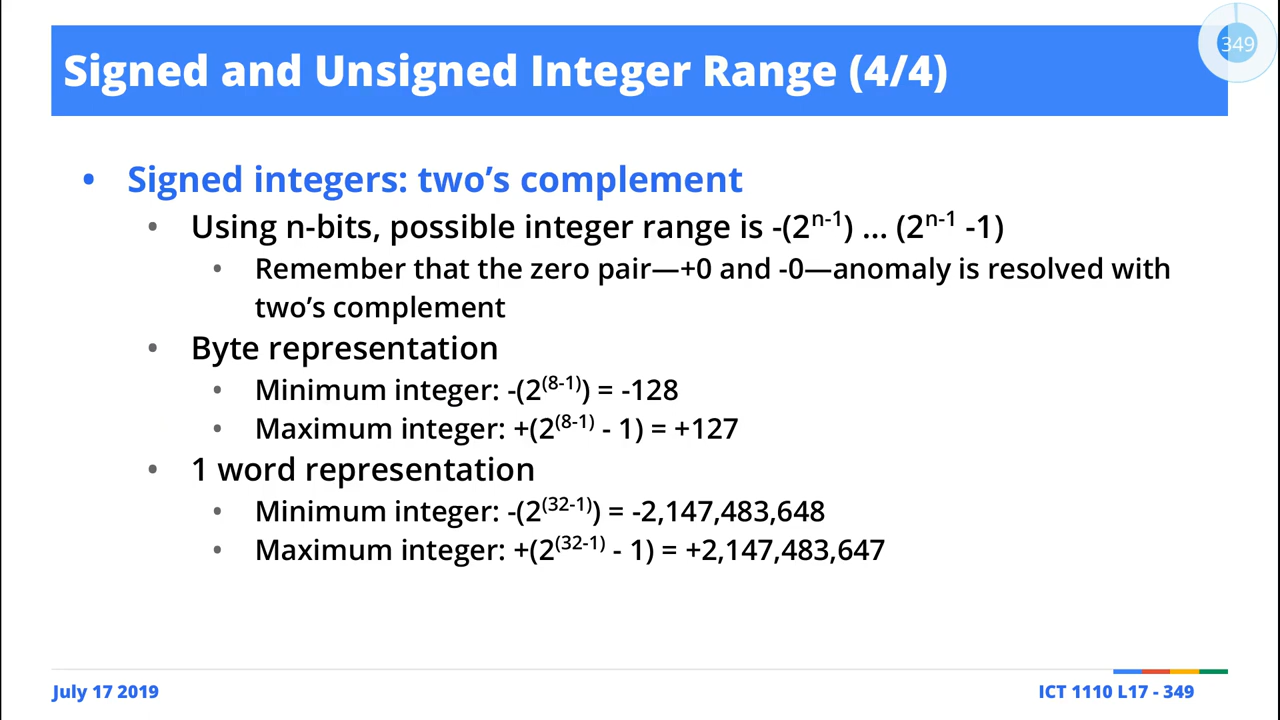 349
Signed and Unsigned Integer Range (4/4)
• Signed integers: two’s complement
• Using n-bits, possible integer range is -(2ⁿ⁻¹) ... (2ⁿ⁻¹ -1)
• Remember that the zero pair—+0 and -0—anomaly is resolved with
two’s complement
• Byte representation
• Minimum integer: -(2⁽⁸⁻¹⁾) = -128
• Maximum integer: +(2⁽⁸⁻¹⁾ - 1) = +127
• 1 word representation
• Minimum integer: -(2⁽³²⁻¹⁾) = -2,147,483,648
• Maximum integer: +(2⁽³²⁻¹⁾ - 1) = +2,147,483,647
July 17 2019
ICT 1110 L17 - 349